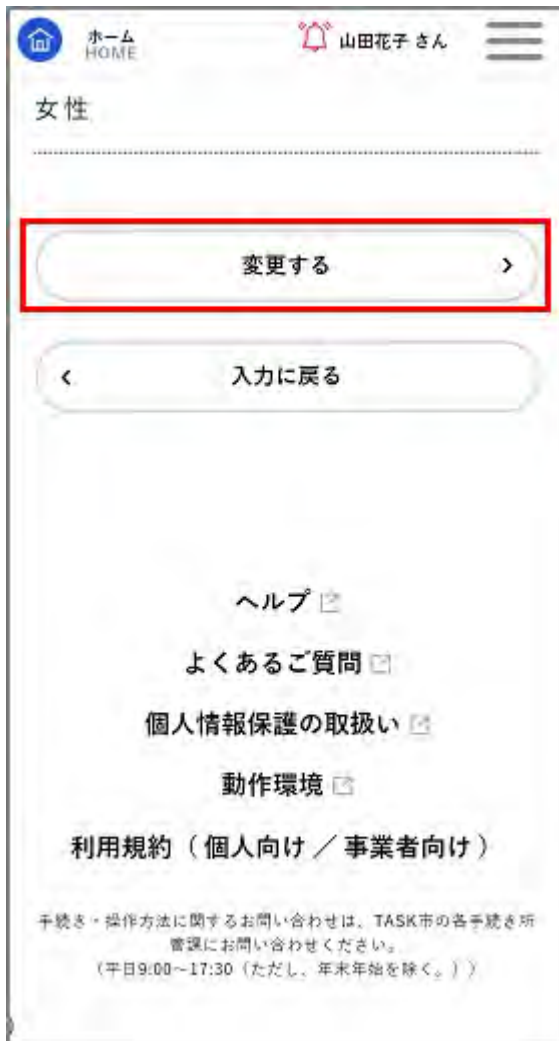 ホーム
HOME
山田花子 さん
女性
変更する
入力に戻る
ヘルプ
よくあるご質問
個人情報保護の取扱い
動作環境
利用規約（ 個人向け ／ 事業者向け ）
手続き・操作方法に関するお問い合わせは、TASK市の各手続き所
管課にお問い合わせください。
（平日9:00～17:30（ただし、年末年始を除く。））